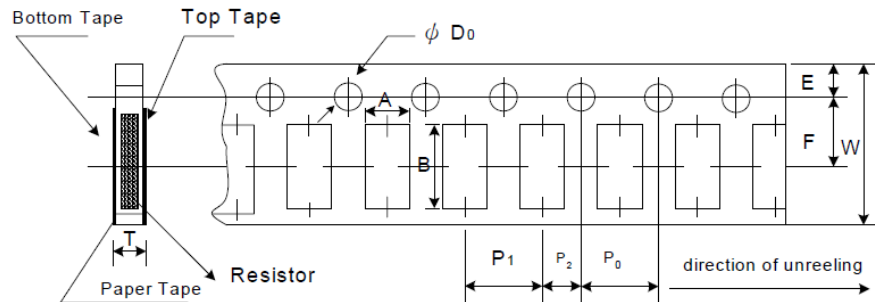 Bottom Tape
Top Tape
ψ D0
E
A
F
W
B
T
P1
P2
P0
direction of unreeling
Resistor
Paper Tape